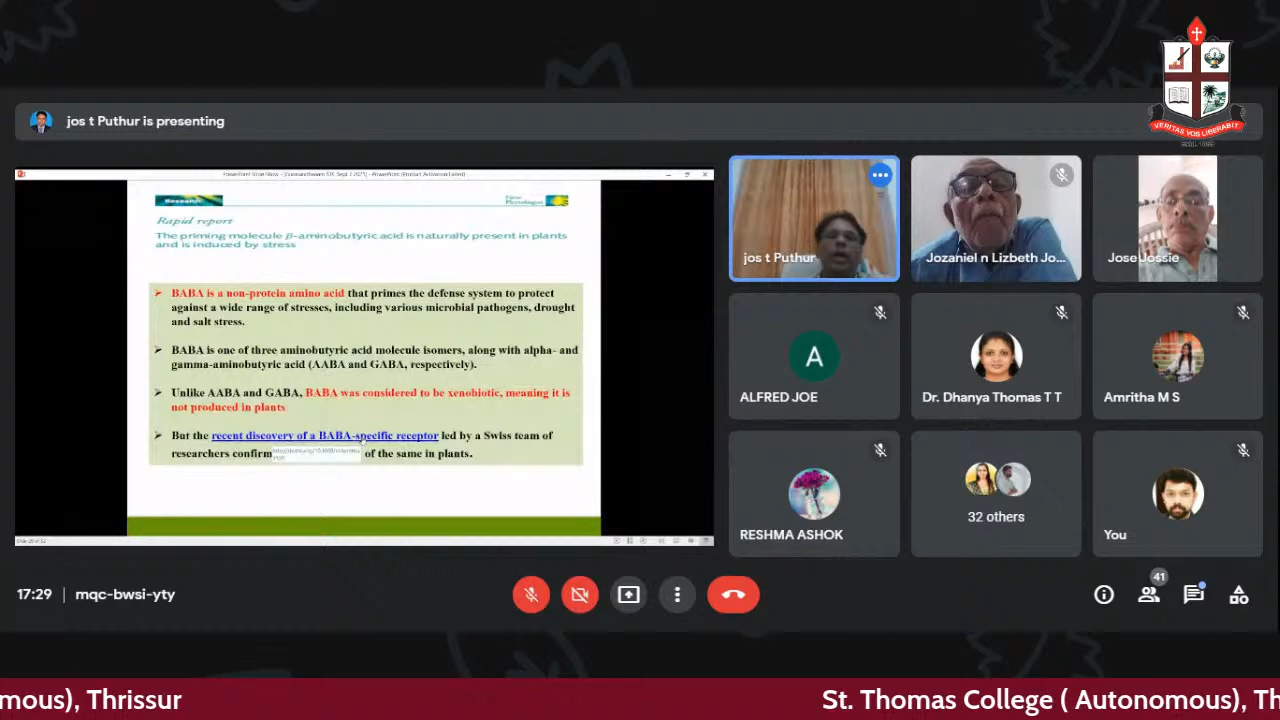 VERITAS VOS LIBERABIT
jos t Puthur is presenting
Research
New Phytologist
Rapid report
The priming molecule β-aminobutyric acid is naturally present in plants
and is induced by stress
➢ BABA is a non-protein amino acid that primes the defense system to protect
against a wide range of stresses, including various microbial pathogens, drought
and salt stress.
➢ BABA is one of three aminobutyric acid molecule isomers, along with alpha- and
gamma-aminobutyric acid (AABA and GABA, respectively).
➢ Unlike AABA and GABA, BABA was considered to be xenobiotic, meaning it is
not produced in plants
➢ But the recent discovery of a BABA-specific receptor led by a Swiss team of
researchers confirm of the same in plants.
jos t Puthur
Jozaniel n Lizbeth Jo...
Jose Jossie
A
ALFRED JOE
Dr. Dhanya Thomas T T
Amritha M S
RESHMA ASHOK
32 others
You
17:29 | mqc-bwsi-yty
41
mous), Thrissur
St. Thomas College ( Autonomous), Th